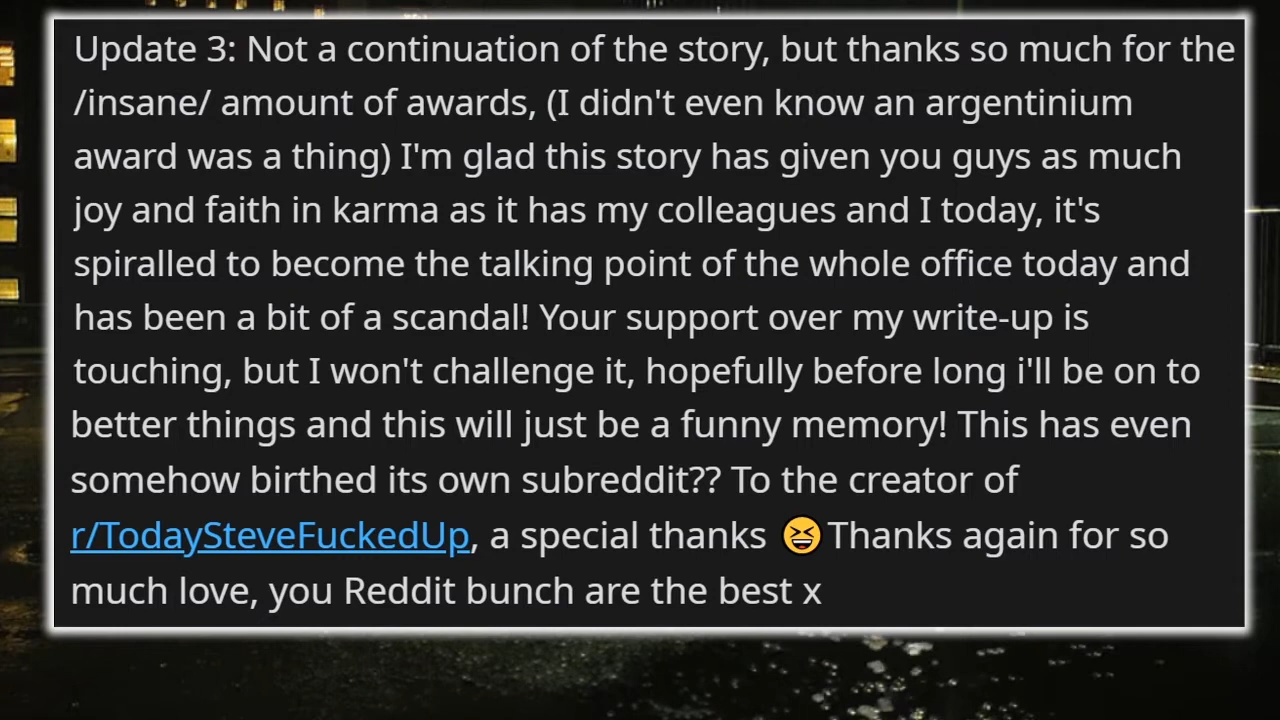 Update 3: Not a continuation of the story, but thanks so much for the
/insane/ amount of awards, (I didn't even know an argentinium
award was a thing) I'm glad this story has given you guys as much
joy and faith in karma as it has my colleagues and I today, it's
spiralled to become the talking point of the whole office today and
has been a bit of a scandal! Your support over my write-up is
touching, but I won't challenge it, hopefully before long i'll be on to
better things and this will just be a funny memory! This has even
somehow birthed its own subreddit?? To the creator of
r/TodaySteveFuckedUp, a special thanks 😆Thanks again for so
much love, you Reddit bunch are the best x